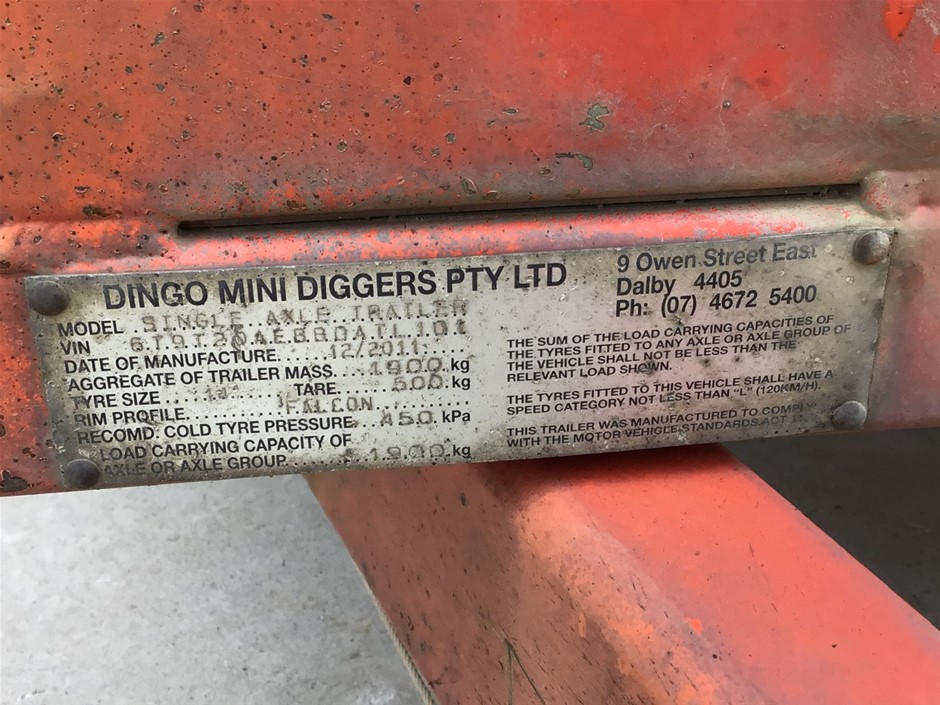 DINGO MINI DIGGERS PTY LTD
9 Owen Street East
Dalby 4405
Ph: (07) 4672 5400
MODEL SINGLE AXLE TRAILER
VIN
DATE OF MANUFACTURE 12/2011
AGGREGATE OF TRAILER MASS 1900 kg
TYRE SIZE TARE kg
RIM PROFILE FALCON
RECOMD. COLD TYRE PRESSURE 450 kPa
LOAD CARRYING CAPACITY OF
AXLE OR AXLE GROUP 1900 kg
THE SUM OF THE LOAD CARRYING CAPACITIES OF
THE TYRES FITTED TO ANY AXLE OR AXLE GROUP OF
THE VEHICLE SHALL NOT BE LESS THAN THE
RELEVANT LOAD SHOWN.
THE TYRES FITTED TO THIS VEHICLE SHALL HAVE A
SPEED CATEGORY NOT LESS THAN "L" (120KM/H).
THIS TRAILER WAS MANUFACTURED TO COMPLY
WITH THE MOTOR VEHICLE STANDARDS ACT